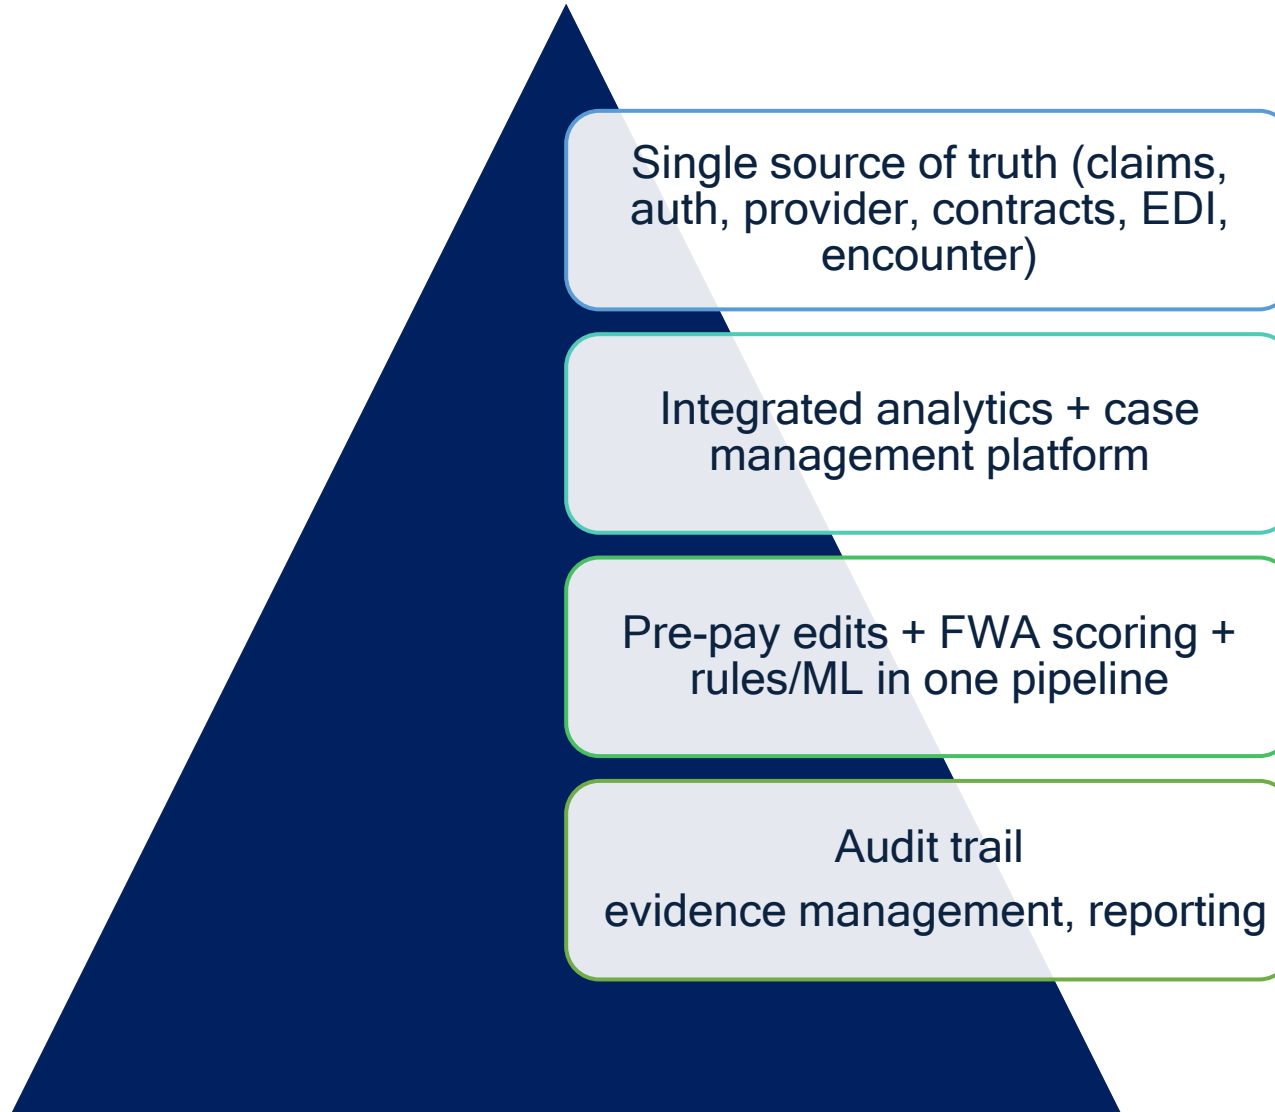 Single source of truth (claims,
auth, provider, contracts, EDI,
encounter)
Integrated analytics + case
management platform
Pre-pay edits + FWA scoring +
rules/ML in one pipeline
Audit trail
evidence management, reporting